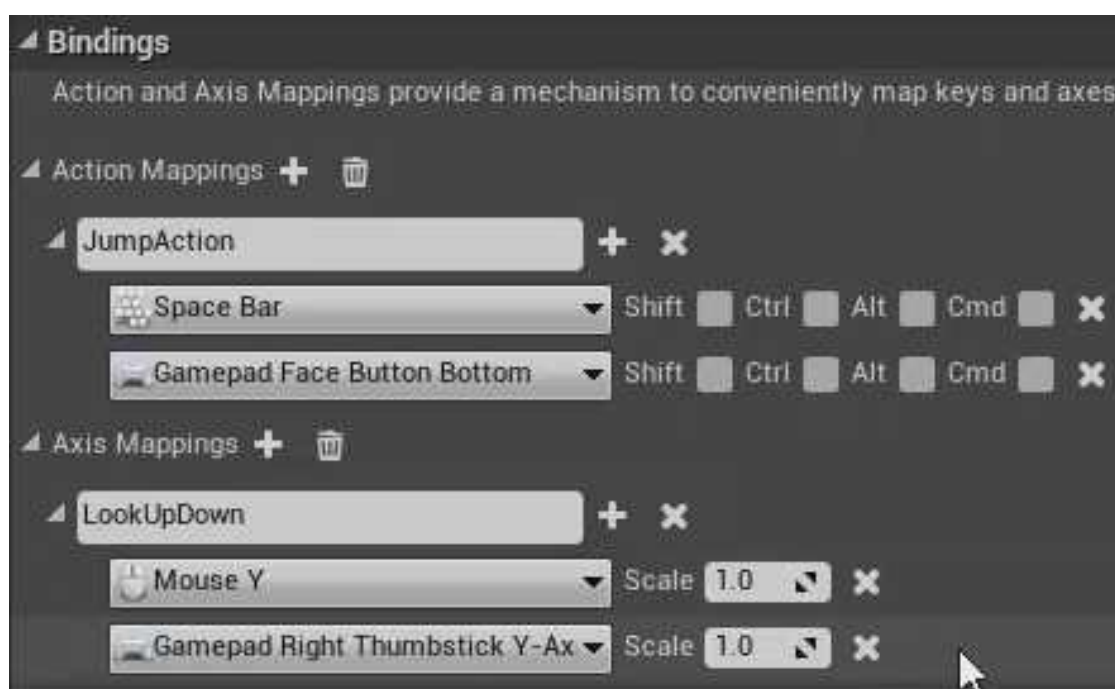 Bindings
Action and Axis Mappings provide a mechanism to conveniently map keys and axes
Action Mappings
JumpAction
Space Bar Shift Ctrl Alt Cmd
Gamepad Face Button Bottom Shift Ctrl Alt Cmd
Axis Mappings
LookUpDown
Mouse Y Scale 1.0
Gamepad Right Thumbstick Y-Ax Scale 1.0